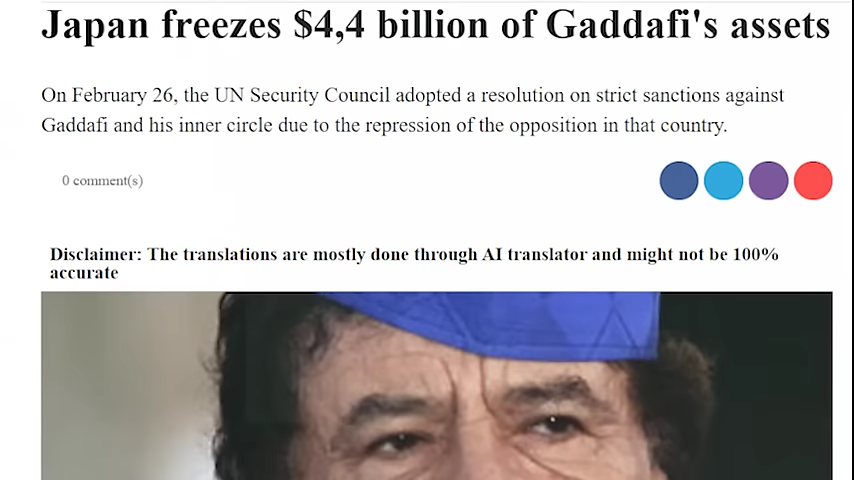 Japan freezes $4,4 billion of Gaddafi's assets
On February 26, the UN Security Council adopted a resolution on strict sanctions against
Gaddafi and his inner circle due to the repression of the opposition in that country.
0 comment(s)
Disclaimer: The translations are mostly done through AI translator and might not be 100%
accurate